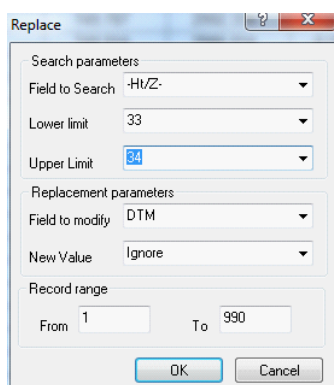 Replace
Search parameters
Field to Search -Ht/Z-
Lower limit 33
Upper Limit 34
Replacement parameters
Field to modify DTM
New Value Ignore
Record range
From 1 To 990
OK Cancel